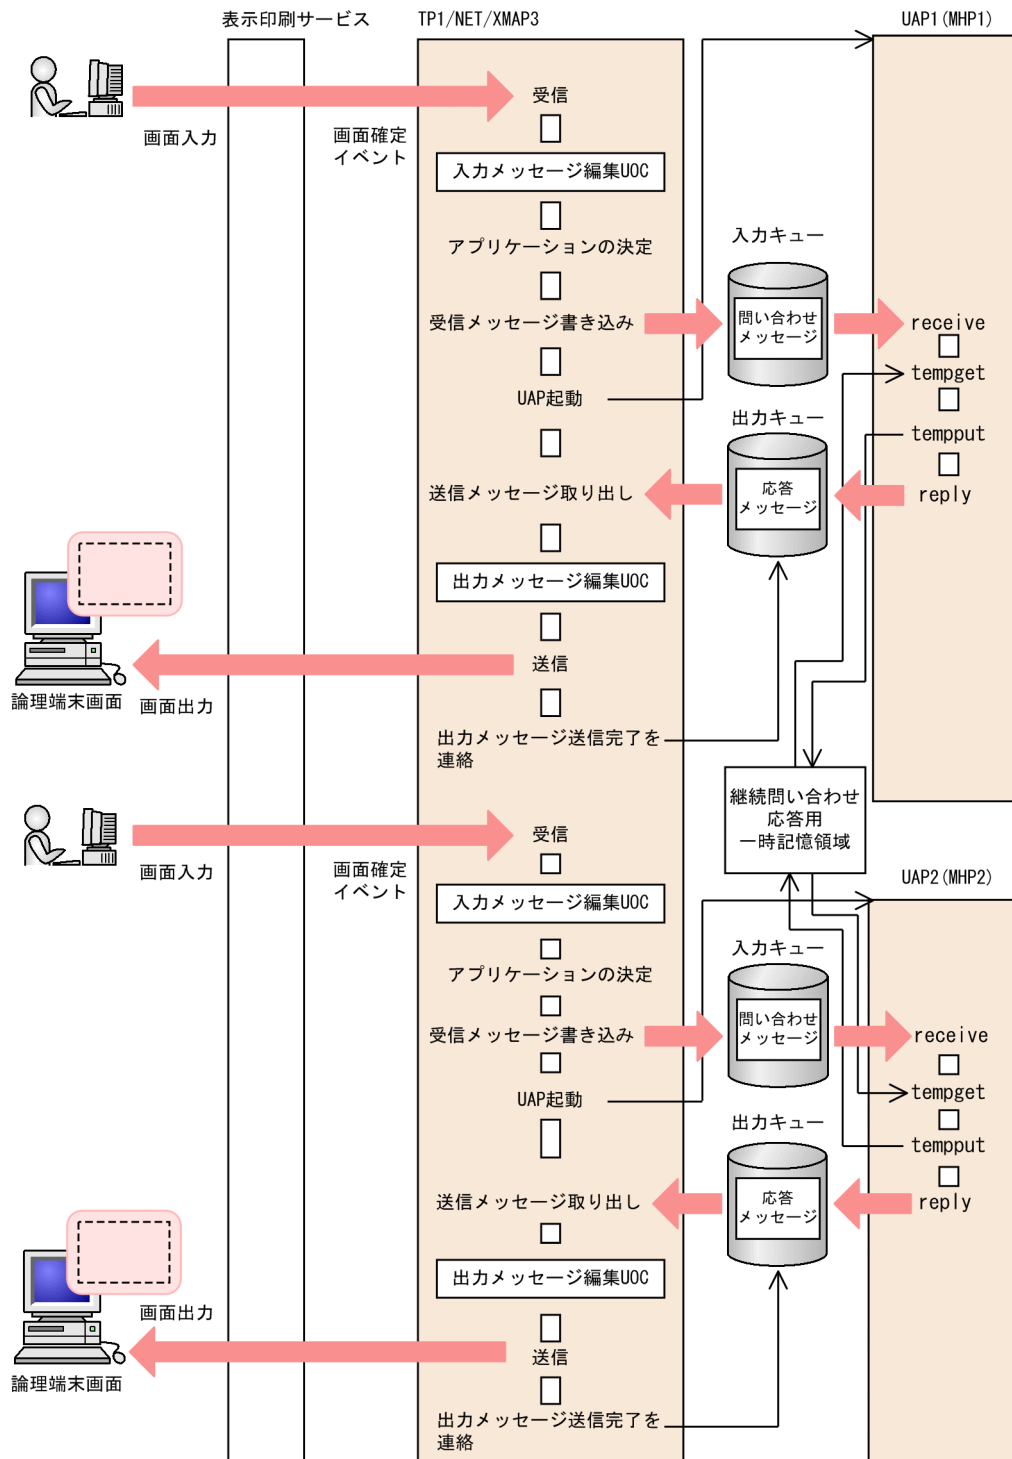 表示印刷サービス
TP1/NET/XMAP3
UAP1(MHP1)
受信
画面入力
画面確定
イベント
入力メッセージ編集UOC
アプリケーションの決定
入力キュー
受信メッセージ書き込み
問い合わせ
メッセージ
receive
tempget
UAP起動
出力キュー
tempput
送信メッセージ取り出し
応答
メッセージ
reply
出力メッセージ編集UOC
送信
論理端末画面
画面出力
出力メッセージ送信完了を
連絡
継続問い合わせ
応答用
一時記憶領域
受信
画面入力
画面確定
イベント
UAP2(MHP2)
入力メッセージ編集UOC
入力キュー
アプリケーションの決定
問い合わせ
メッセージ
受信メッセージ書き込み
receive
UAP起動
tempget
出力キュー
tempput
送信メッセージ取り出し
応答
メッセージ
reply
出力メッセージ編集UOC
画面出力
送信
論理端末画面
出力メッセージ送信完了を
連絡